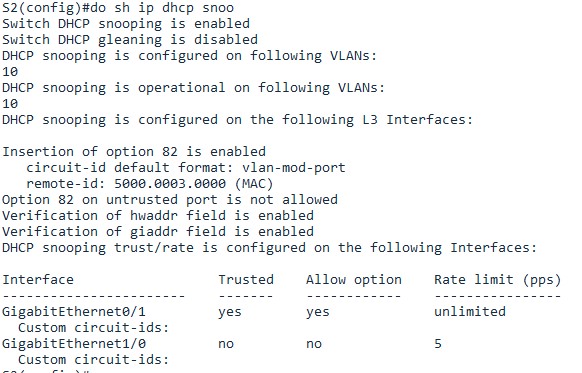 S2(config)#do sh ip dhcp snoo
Switch DHCP snooping is enabled
Switch DHCP gleaning is disabled
DHCP snooping is configured on following VLANs:
10
DHCP snooping is operational on following VLANs:
10
DHCP snooping is configured on the following L3 Interfaces:

Insertion of option 82 is enabled
   circuit-id default format: vlan-mod-port
   remote-id: 5000.0003.0000 (MAC)
Option 82 on untrusted port is not allowed
Verification of hwaddr field is enabled
Verification of giaddr field is enabled
DHCP snooping trust/rate is configured on the following Interfaces:

Interface                  Trusted    Allow option    Rate limit (pps)
-----------------------    -------    ------------    ----------------
GigabitEthernet0/1         yes        yes             unlimited
  Custom circuit-ids:
GigabitEthernet1/0         no         no              5
  Custom circuit-ids: